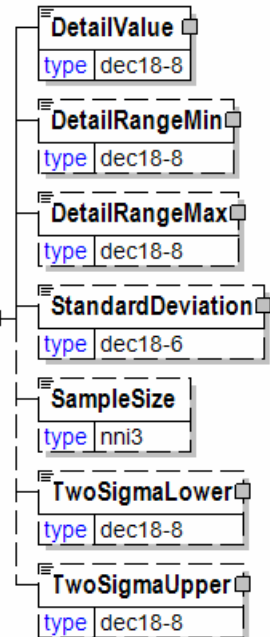 DetailValue
type dec18-8
DetailRangeMin
type dec18-8
DetailRangeMax
type dec18-8
StandardDeviation
type dec18-6
SampleSize
type nni3
TwoSigmaLower
type dec18-8
TwoSigmaUpper
type dec18-8